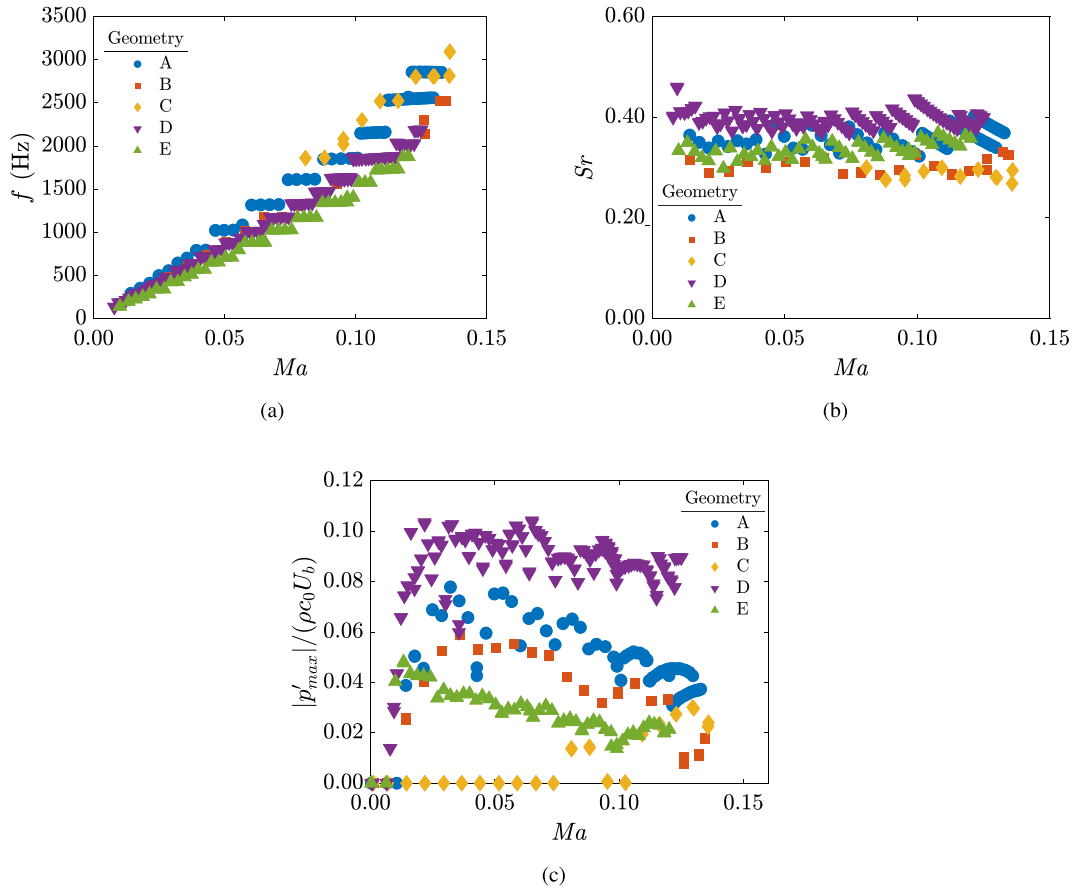 3500
3000
2500
2000
1500
1000
500
0
f (Hz)
Geometry
A
B
C
D
E
0.00
0.05
0.10
0.15
Ma
(a)
0.60
0.40
0.20
0.00
Sr
Geometry
A
B
C
D
E
0.00
0.05
0.10
0.15
Ma
(b)
0.12
0.10
0.08
0.06
0.04
0.02
0.00
|p′max|/(ρc0Ub)
Geometry
A
B
C
D
E
0.00
0.05
0.10
0.15
Ma
(c)